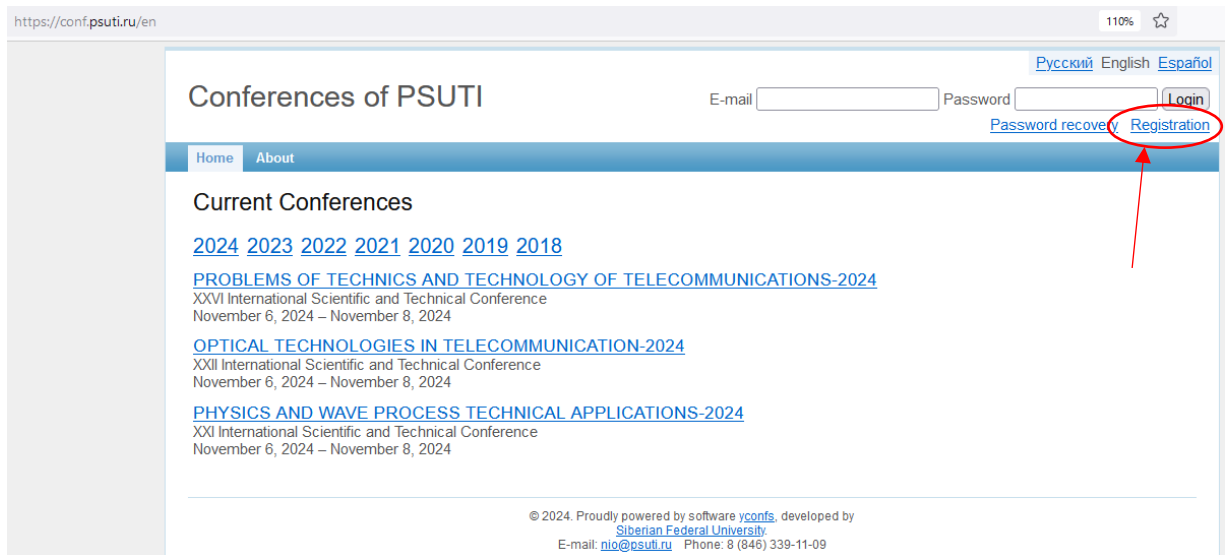 https://conf.psuti.ru/en
110%
Русский English Español
Conferences of PSUTI
E-mail Password Login
Password recovery Registration
Home About
Current Conferences
2024 2023 2022 2021 2020 2019 2018
PROBLEMS OF TECHNICS AND TECHNOLOGY OF TELECOMMUNICATIONS-2024
XXVI International Scientific and Technical Conference
November 6, 2024 – November 8, 2024
OPTICAL TECHNOLOGIES IN TELECOMMUNICATION-2024
XXII International Scientific and Technical Conference
November 6, 2024 – November 8, 2024
PHYSICS AND WAVE PROCESS TECHNICAL APPLICATIONS-2024
XXI International Scientific and Technical Conference
November 6, 2024 – November 8, 2024
© 2024. Proudly powered by software yconfs, developed by
Siberian Federal University.
E-mail: nio@psuti.ru Phone: 8 (846) 339-11-09